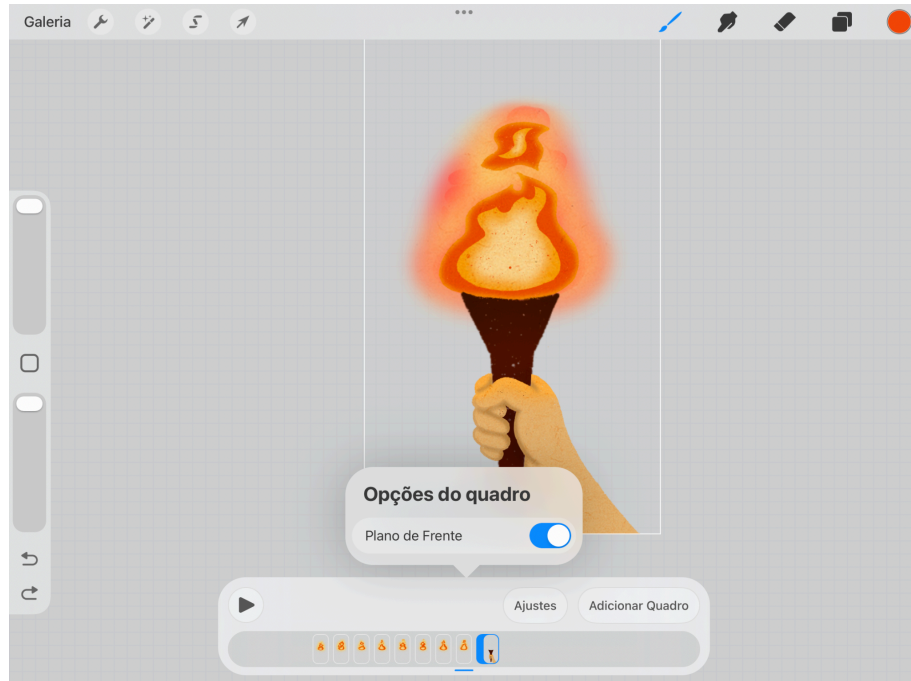 Galeria
Opções do quadro
Plano de Frente
Ajustes
Adicionar Quadro